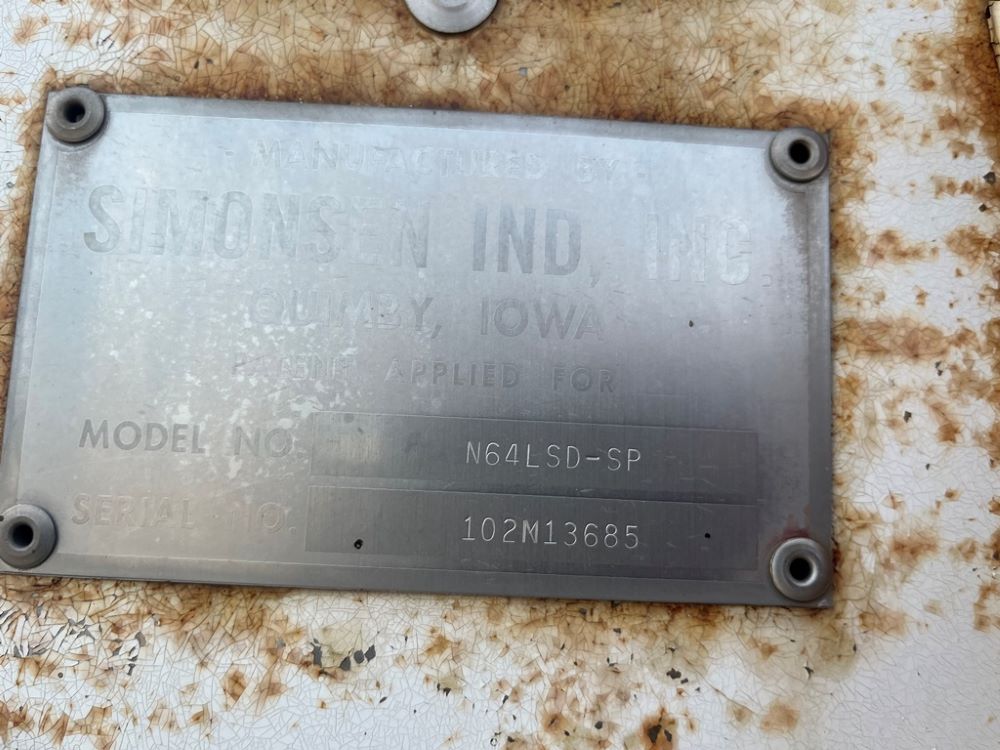 - MANUFACTURED BY -
SIMONSEN IND, INC.
QUIMBY, IOWA
PATENT APPLIED FOR
MODEL NO. N64LSD-SP
SERIAL NO. 102M13685